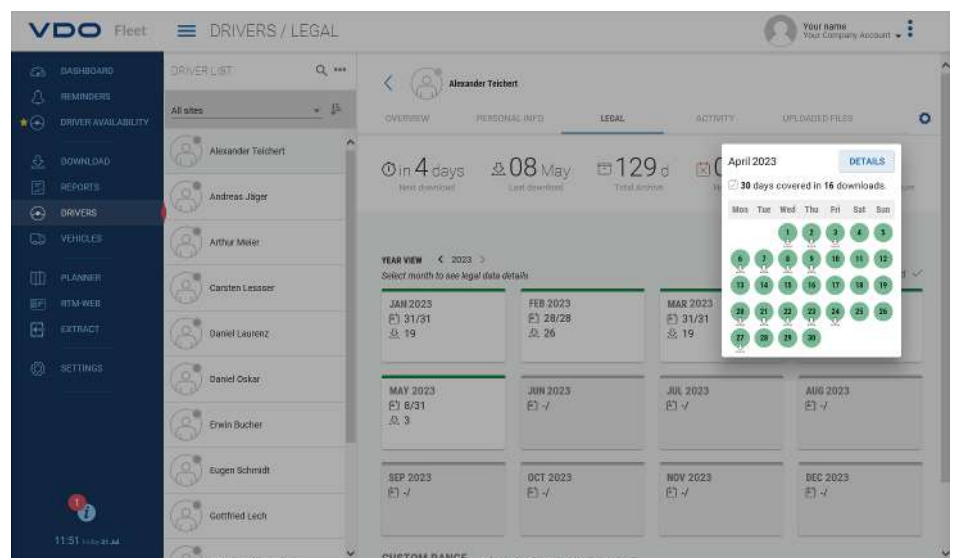 VDO Fleet
DRIVERS / LEGAL
Your name
Your Company Account
DASHBOARD
REMINDERS
DRIVER AVAILABILITY
DOWNLOAD
REPORTS
DRIVERS
VEHICLES
PLANNER
RTM-WEB
EXTRACT
SETTINGS
1
11:51
DRIVER LIST
All sites
Alexander Teichert
Andreas Jäger
Arthur Meier
Carsten Lessser
Daniel Laurenz
Daniel Oskar
Erwin Bucher
Eugen Schmidt
Gottfried Lech
Alexander Teichert
OVERVIEW PERSONAL INFO LEGAL ACTIVITY UPLOADED FILES
in 4 days
Next download
08 May
Last download
129 d
Total Archive
YEAR VIEW < 2023 >
Select month to see legal data details
JAN 2023
31/31
19
FEB 2023
28/28
26
MAR 2023
31/31
19
MAY 2023
8/31
3
JUN 2023
-/
JUL 2023
-/
AUG 2023
-/
SEP 2023
-/
OCT 2023
-/
NOV 2023
-/
DEC 2023
-/
CUSTOM RANGE
April 2023 DETAILS
30 days covered in 16 downloads.
Mon Tue Wed Thu Fri Sat Sun
1 2 3 4 5
6 7 8 9 10 11 12
13 14 15 16 17 18 19
20 21 22 23 24 25 26
27 28 29 30